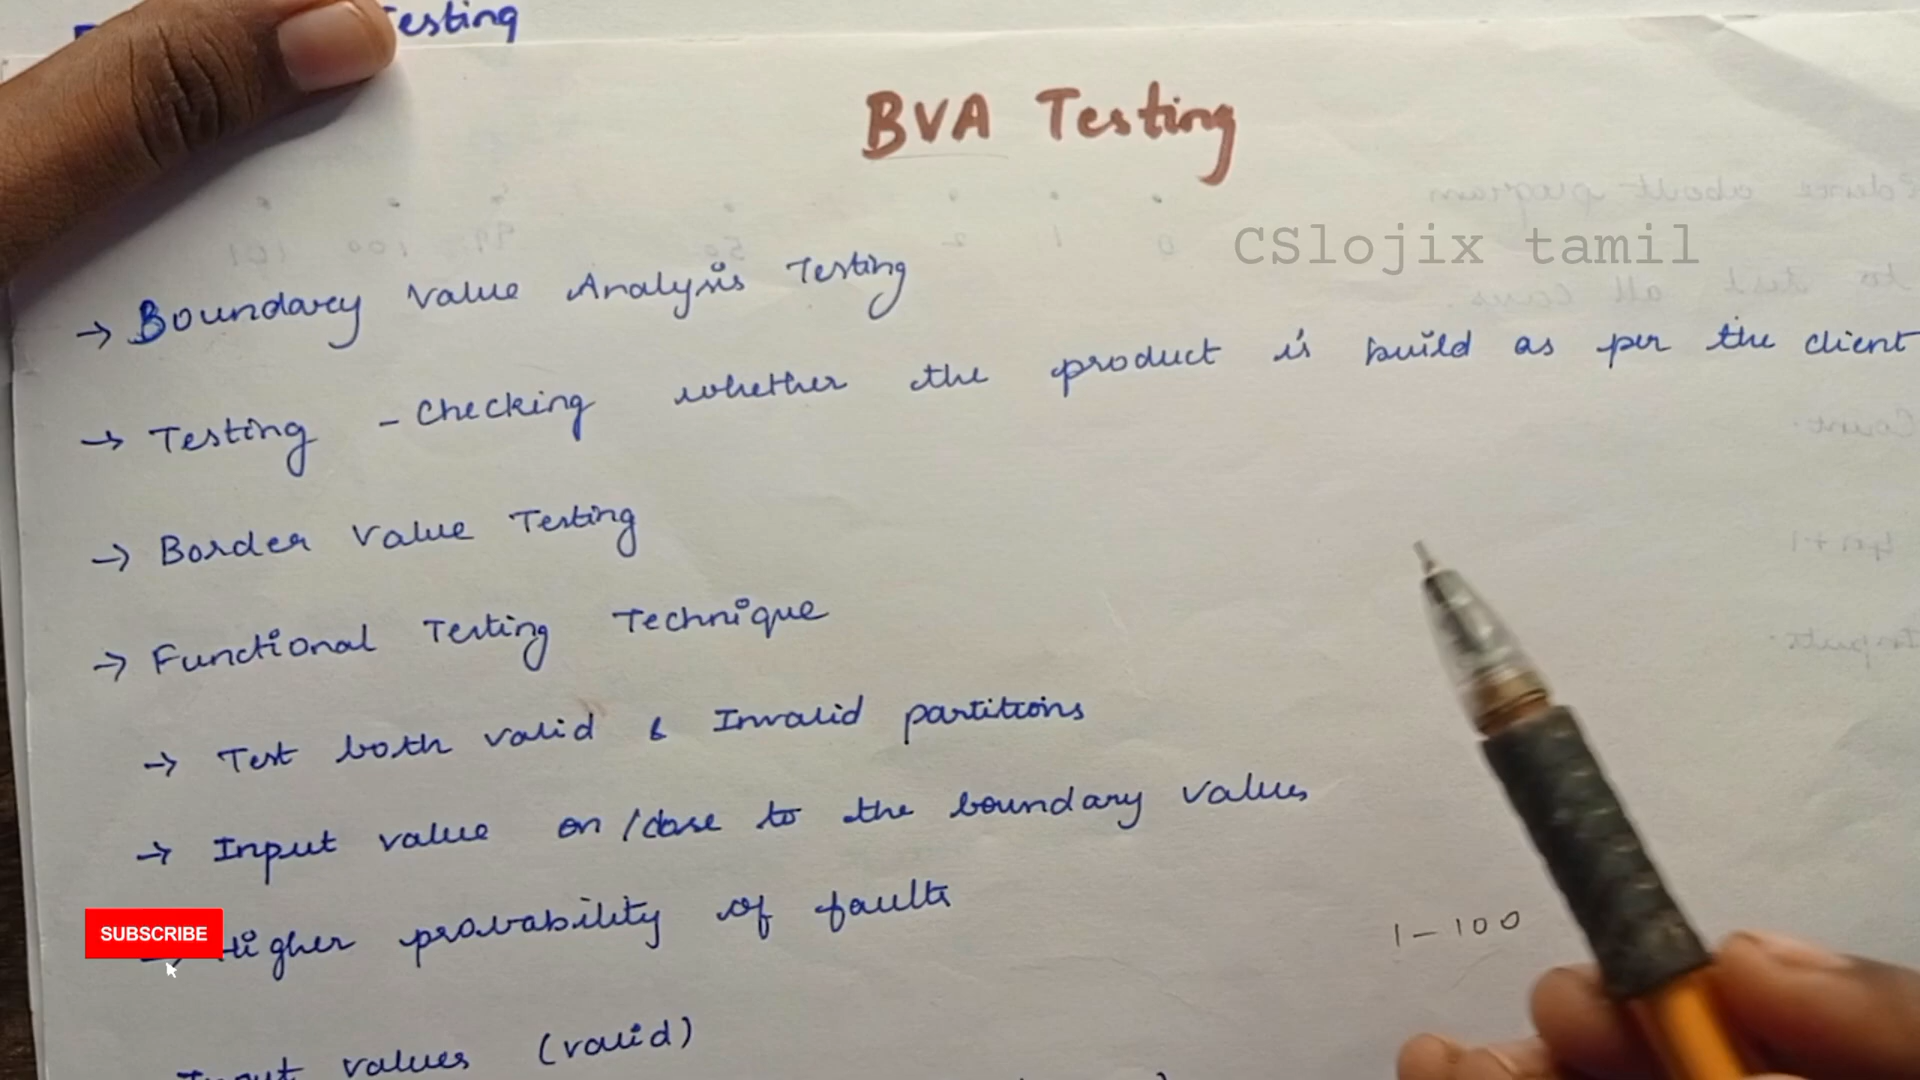 Testing
BVA Testing
CSlojix tamil
→ Boundary Value Analysis Testing
→ Testing - Checking whether the product is build as per the client
→ Border Value Testing
→ Functional Testing Technique
→ Test both valid & Invalid partitions
→ Input value on/close to the boundary values
→ Higher probability of faults
1-100
SUBSCRIBE
Input values (valid)